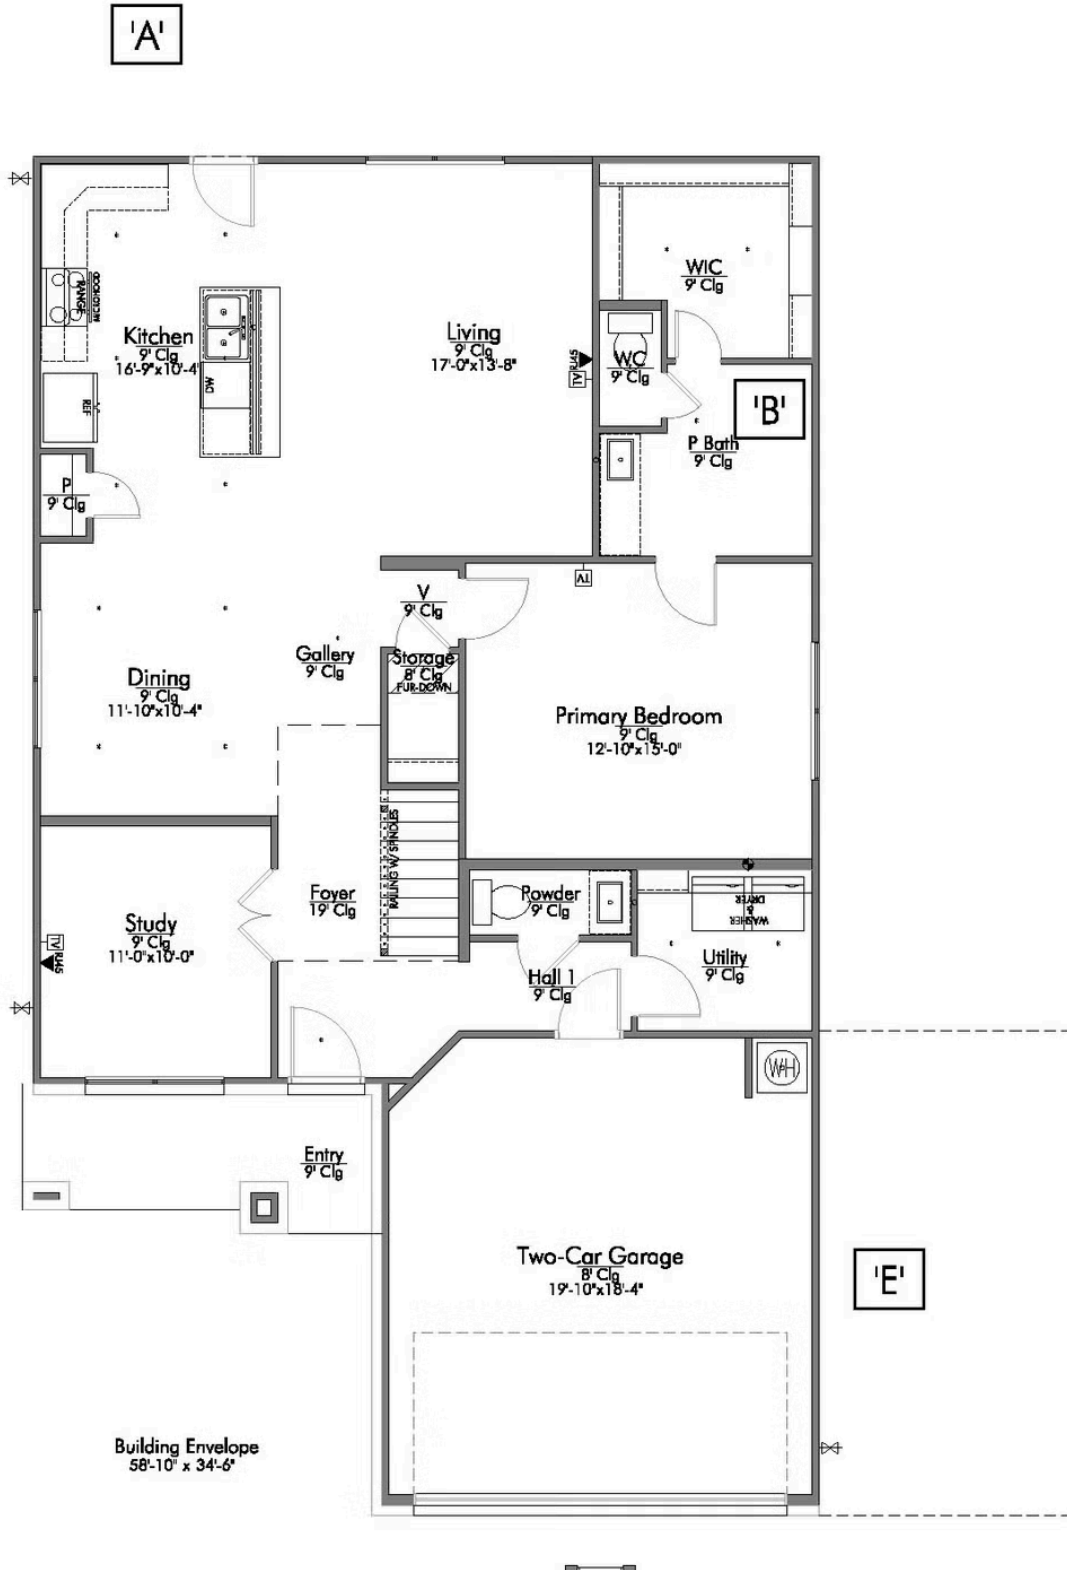 'A'
WIC
9' Clg
RANGE
MICROHOOD
Kitchen
9' Clg
16'-9"x10'-4"
DW
REF
Living
9' Clg
17'-0"x13'-8"
RJ45
TV
WC
9' Clg
'B'
P Bath
9' Clg
P
9' Clg
TV
V
9' Clg
Gallery
9' Clg
Storage
8' Clg
FUR-DOWN
Dining
9' Clg
11'-10"x10'-4"
Primary Bedroom
9' Clg
12'-10"x15'-0"
RAILING W/ SPINDLES
Foyer
19' Clg
Powder
9' Clg
WASHER
&
DRYER
Study
9' Clg
11'-0"x10'-0"
TV
RJ45
Utility
9' Clg
Hall 1
9' Clg
WH
Entry
9' Clg
Two-Car Garage
8' Clg
19'-10"x18'-4"
'E'
Building Envelope
58'-10" x 34'-6"